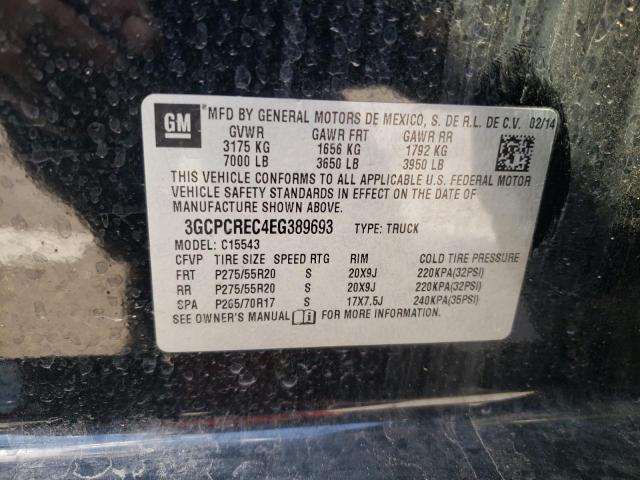 GM
MFD BY GENERAL MOTORS DE MEXICO, S. DE R.L. DE C.V. 02/14
GVWR GAWR FRT GAWR RR
3175 KG 1656 KG 1792 KG
7000 LB 3650 LB 3950 LB
THIS VEHICLE CONFORMS TO ALL APPLICABLE U.S. FEDERAL MOTOR
VEHICLE SAFETY STANDARDS IN EFFECT ON THE DATE OF
MANUFACTURE SHOWN ABOVE.
3GCPCREC4EG389693 TYPE: TRUCK
MODEL: C15543
CFVP TIRE SIZE SPEED RTG RIM COLD TIRE PRESSURE
FRT P275/55R20 S 20X9J 220KPA(32PSI)
RR P275/55R20 S 20X9J 220KPA(32PSI)
SPA P265/70R17 S 17X7.5J 240KPA(35PSI)
SEE OWNER'S MANUAL FOR MORE INFORMATION.